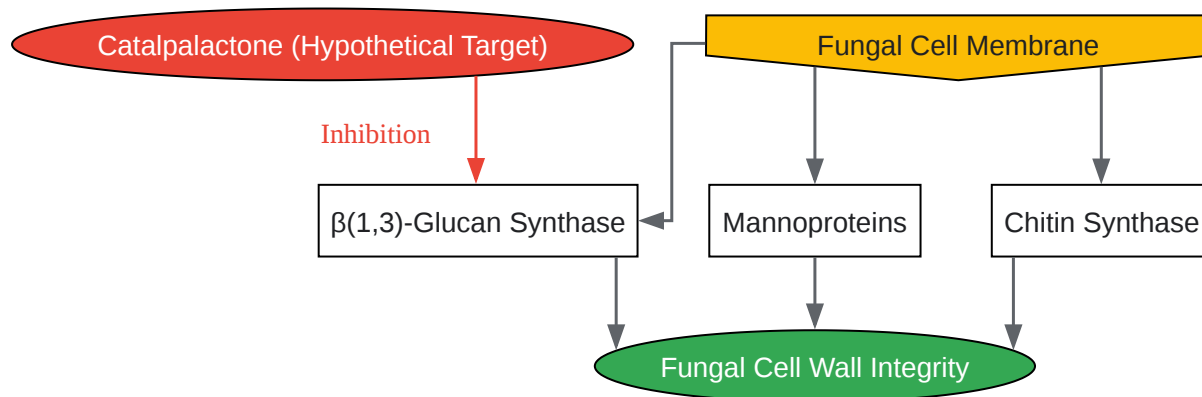 Catalpalactone (Hypothetical Target)
Fungal Cell Membrane
Inhibition
β(1,3)-Glucan Synthase
Mannoproteins
Chitin Synthase
Fungal Cell Wall Integrity